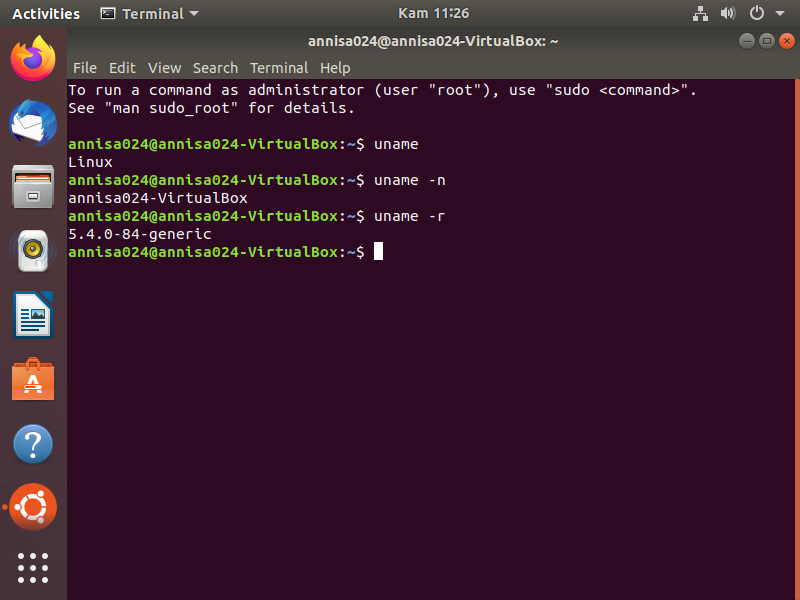 Activities Terminal Kam 11:26
annisa024@annisa024-VirtualBox: ~
File Edit View Search Terminal Help
To run a command as administrator (user "root"), use "sudo <command>".
See "man sudo_root" for details.
annisa024@annisa024-VirtualBox:~$ uname
Linux
annisa024@annisa024-VirtualBox:~$ uname -n
annisa024-VirtualBox
annisa024@annisa024-VirtualBox:~$ uname -r
5.4.0-84-generic
annisa024@annisa024-VirtualBox:~$